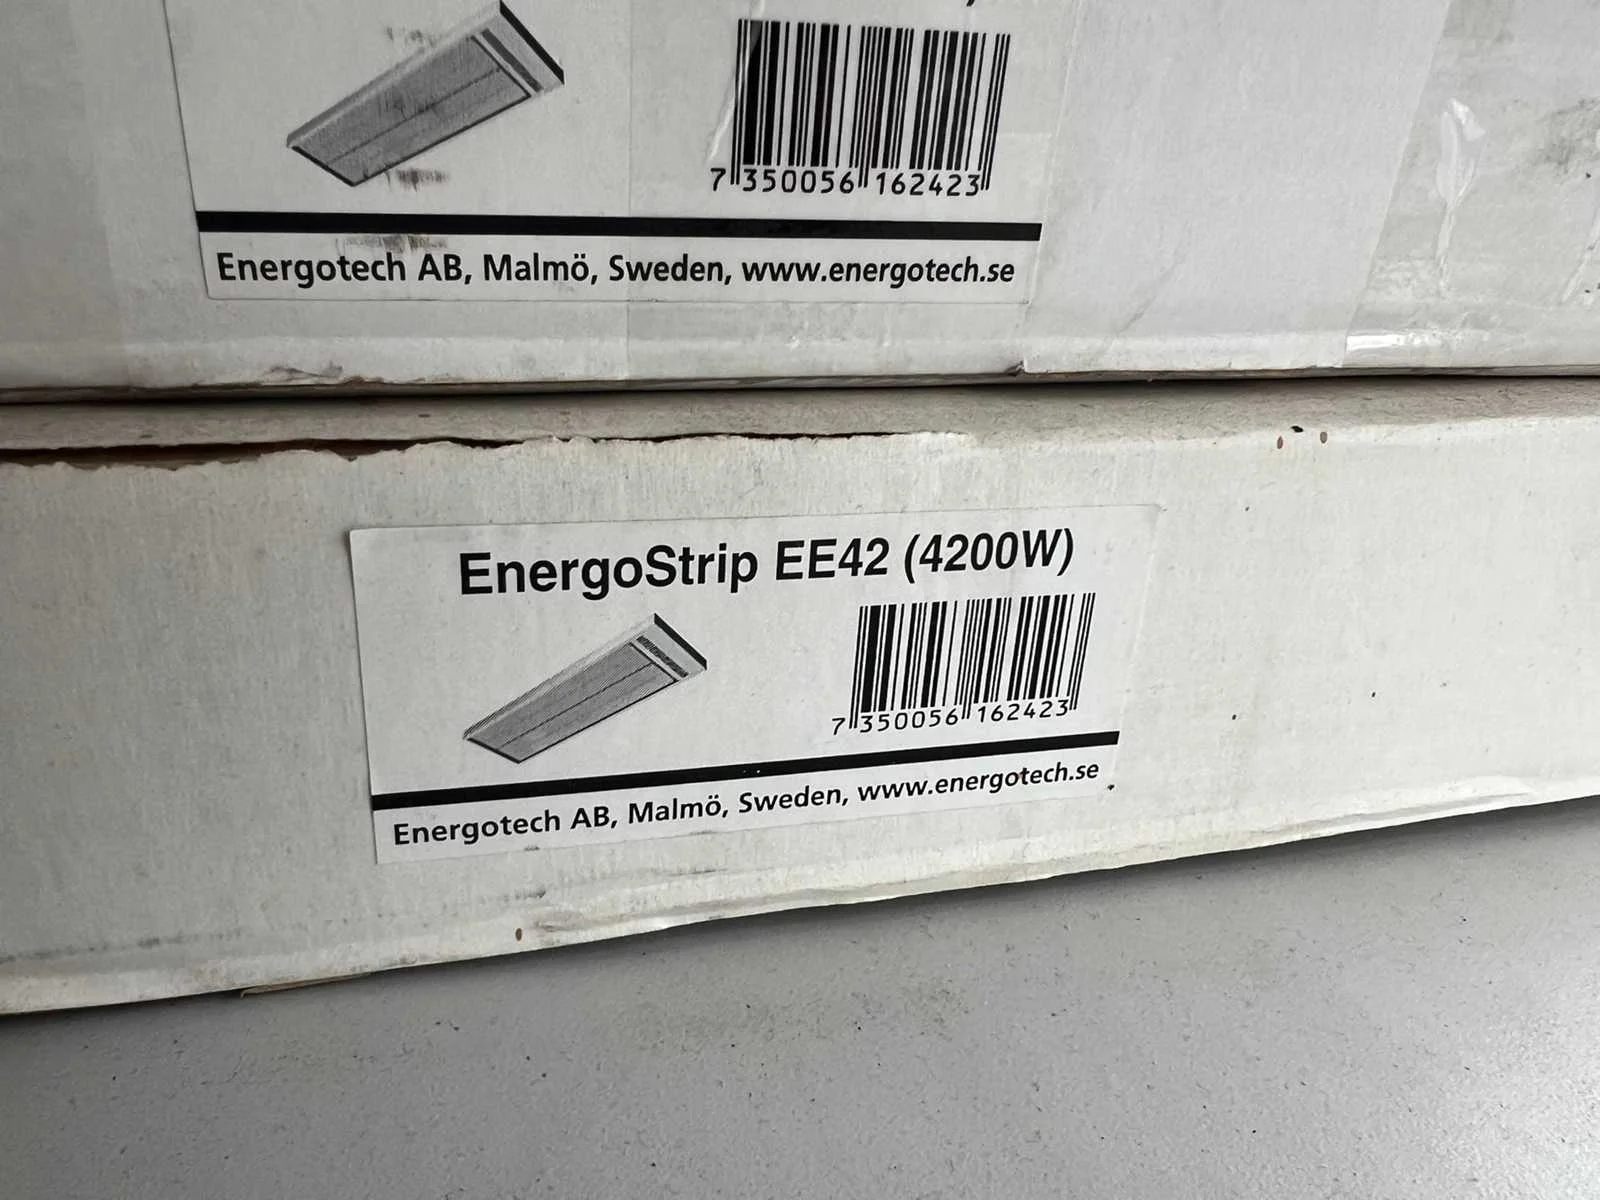 7 350056 162423
Energotech AB, Malmö, Sweden, www.energotech.se
EnergoStrip EE42 (4200W)
7 350056 162423
Energotech AB, Malmö, Sweden, www.energotech.se